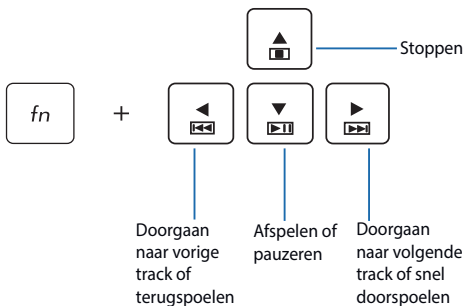 Stoppen
fn
+
Doorgaan
naar vorige
track of
terugspoelen
Afspelen of
pauzeren
Doorgaan
naar volgende
track of snel
doorspoelen